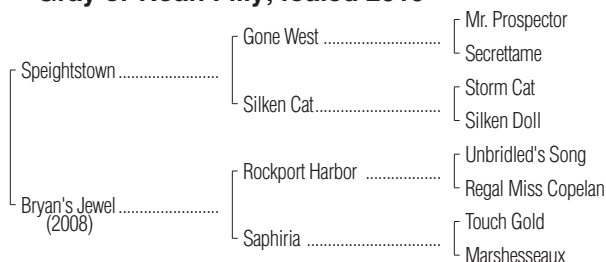 Gray or Roan Filly; foaled 2019
Mr. Prospector
Gone West ..............................
Secrettame
Speightstown .........................
Storm Cat
Silken Cat................................
Silken Doll
Unbridled's Song
Rockport Harbor ...................
Regal Miss Copelan
Bryan's Jewel .........................
(2008)
Touch Gold
Saphiria ..................................
Marshesseaux